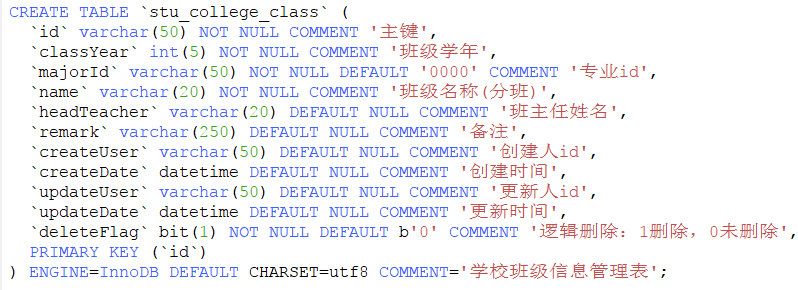 CREATE TABLE `stu_college_class` (
  `id` varchar(50) NOT NULL COMMENT '主键',
  `classYear` int(5) NOT NULL COMMENT '班级学年',
  `majorId` varchar(50) NOT NULL DEFAULT '0000' COMMENT '专业id',
  `name` varchar(20) NOT NULL COMMENT '班级名称(分班)',
  `headTeacher` varchar(20) DEFAULT NULL COMMENT '班主任姓名',
  `remark` varchar(250) DEFAULT NULL COMMENT '备注',
  `createUser` varchar(50) DEFAULT NULL COMMENT '创建人id',
  `createDate` datetime DEFAULT NULL COMMENT '创建时间',
  `updateUser` varchar(50) DEFAULT NULL COMMENT '更新人id',
  `updateDate` datetime DEFAULT NULL COMMENT '更新时间',
  `deleteFlag` bit(1) NOT NULL DEFAULT b'0' COMMENT '逻辑删除：1删除，0未删除',
  PRIMARY KEY (`id`)
) ENGINE=InnoDB DEFAULT CHARSET=utf8 COMMENT='学校班级信息管理表';